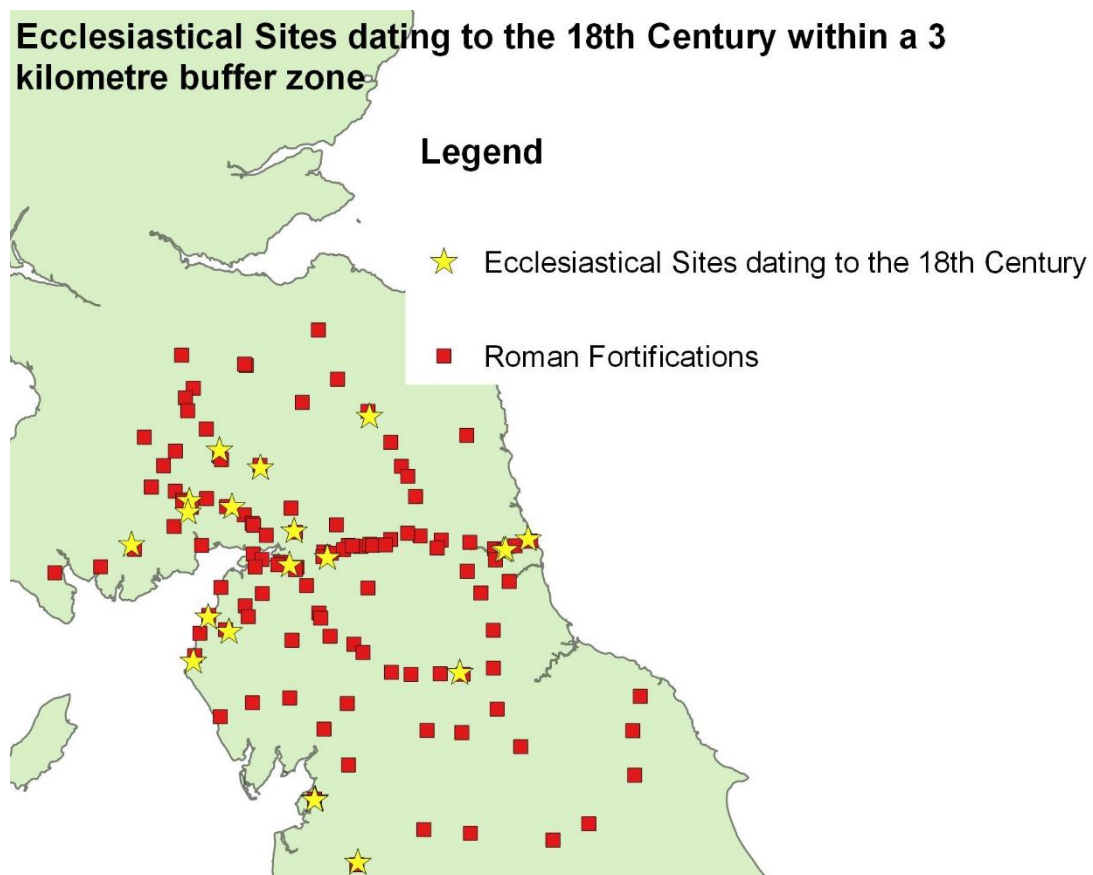 Ecclesiastical Sites dating to the 18th Century within a 3
kilometre buffer zone
Legend
Ecclesiastical Sites dating to the 18th Century
Roman Fortifications